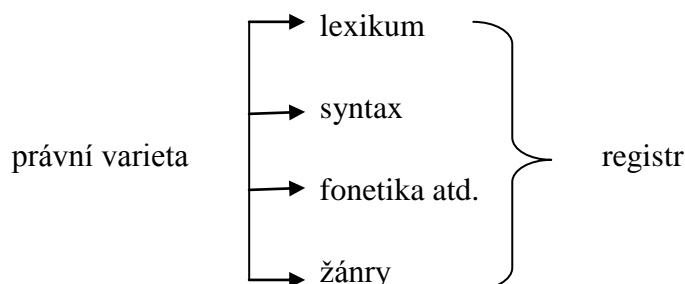 lexikum
syntax
právní varieta
registr
fonetika atd.
žánry